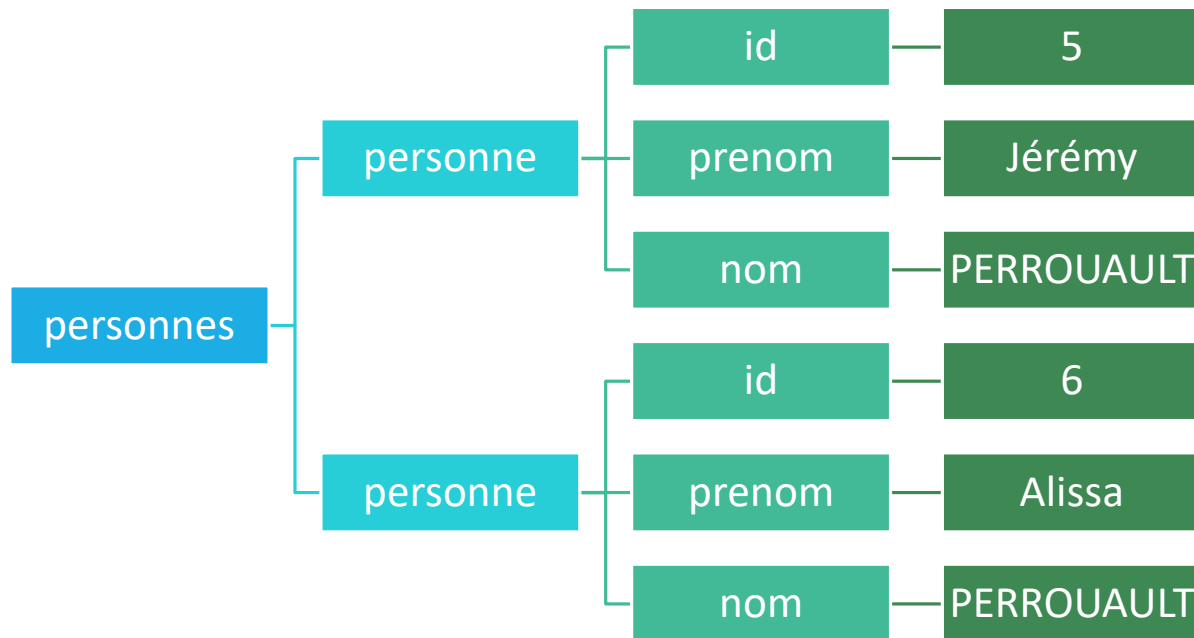 personnes
personne
id
5
prenom
Jérémy
nom
PERROUAULT
personne
id
6
prenom
Alissa
nom
PERROUAULT